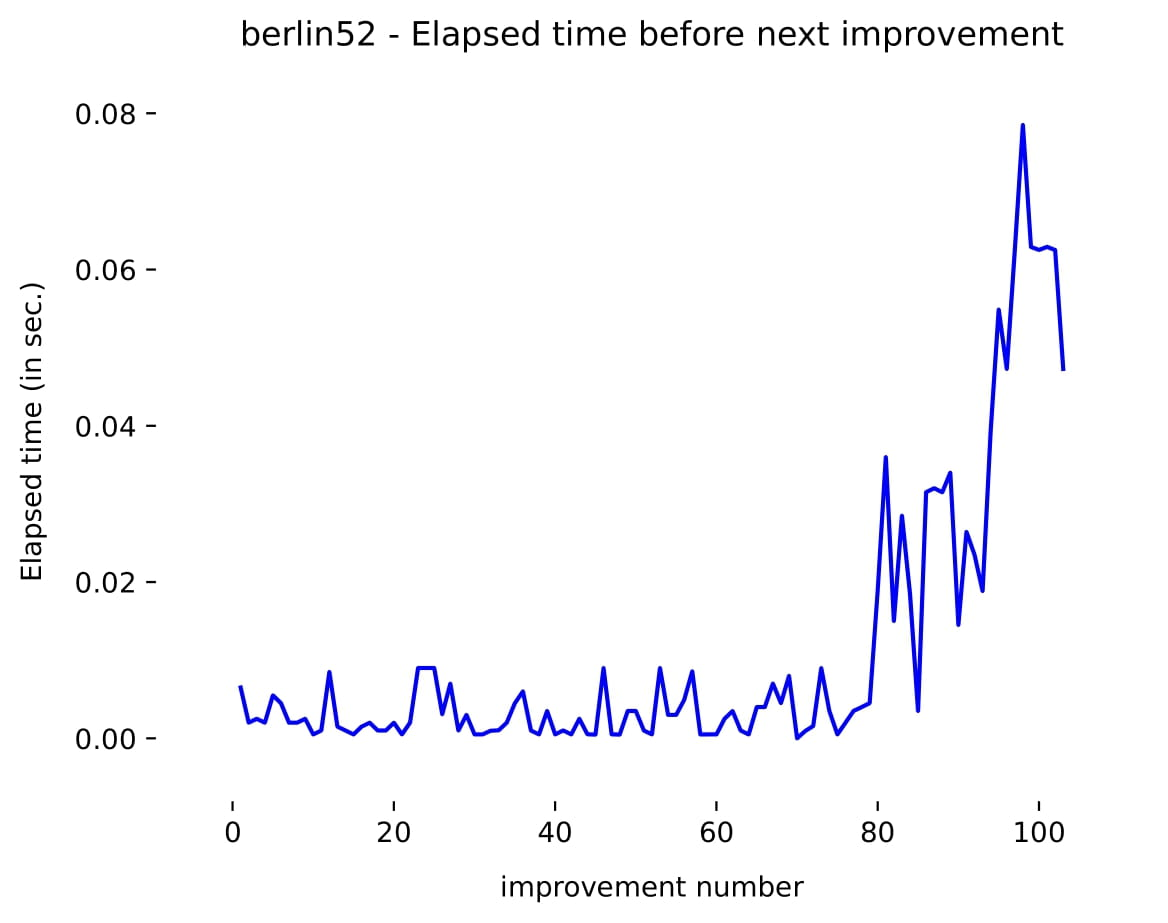 berlin52 - Elapsed time before next improvement
0.08
0.06
0.04
0.02
0.00
Elapsed time (in sec.)
0 20 40 60 80 100
improvement number